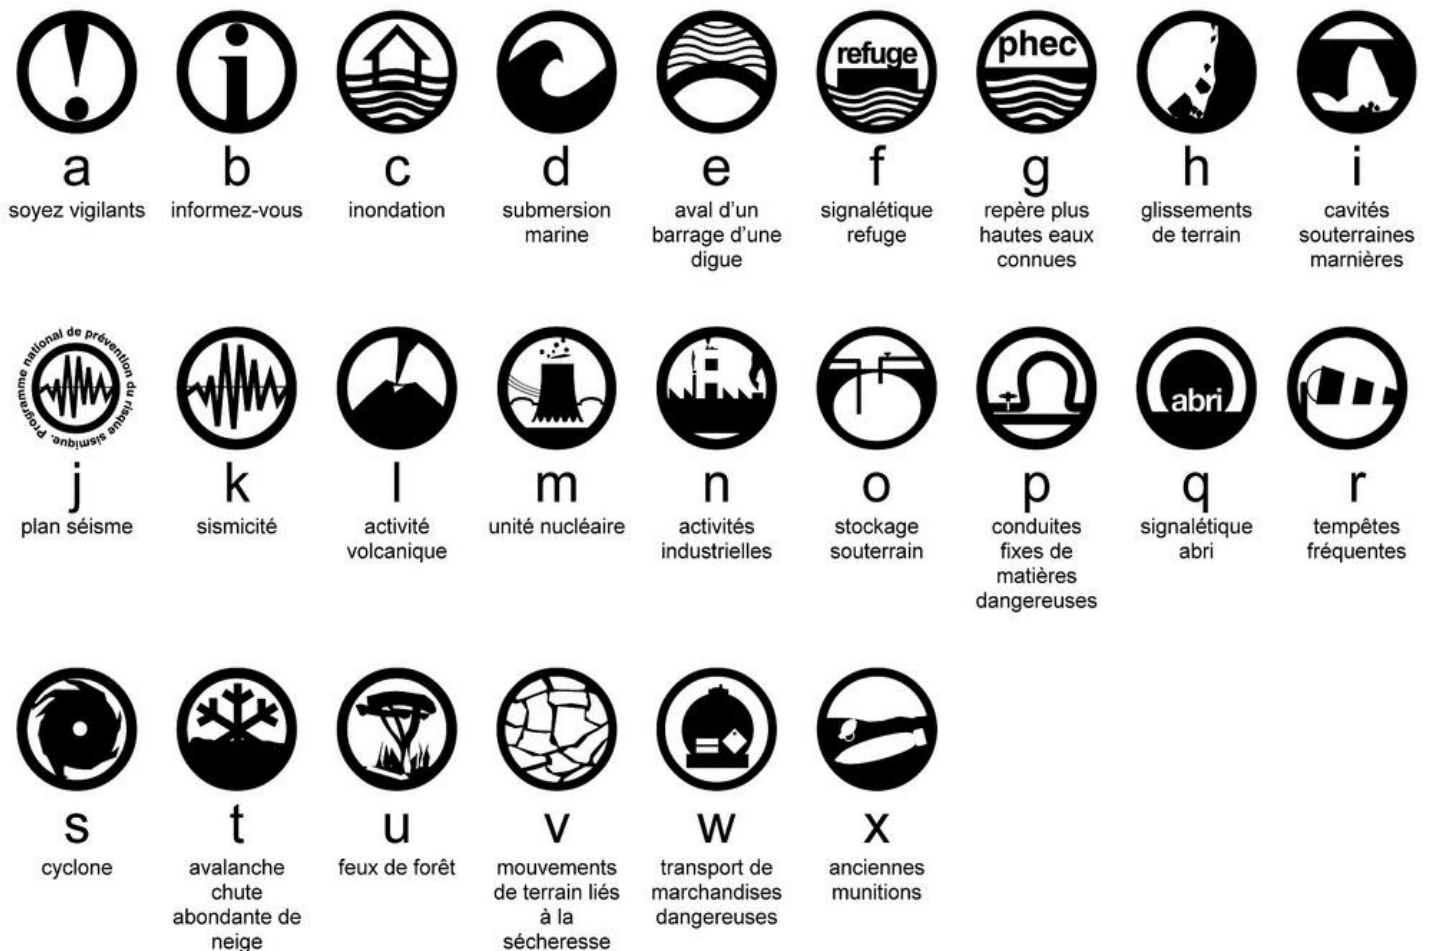 refuge
phec
a
b
c
d
e
f
g
h
i
soyez vigilants
informez-vous
inondation
submersion
marine
aval d'un
barrage d'une
digue
signalétique
refuge
repère plus
hautes eaux
connues
glissements
de terrain
cavités
souterraines
marnières
Programme national de prévention du risque sismique.
abri
j
k
l
m
n
o
p
q
r
plan séisme
sismicité
activité
volcanique
unité nucléaire
activités
industrielles
stockage
souterrain
conduites
fixes de
matières
dangereuses
signalétique
abri
tempêtes
fréquentes
s
t
u
v
w
x
cyclone
avalanche
chute
abondante de
neige
feux de forêt
mouvements
de terrain liés
à la
sécheresse
transport de
marchandises
dangereuses
anciennes
munitions